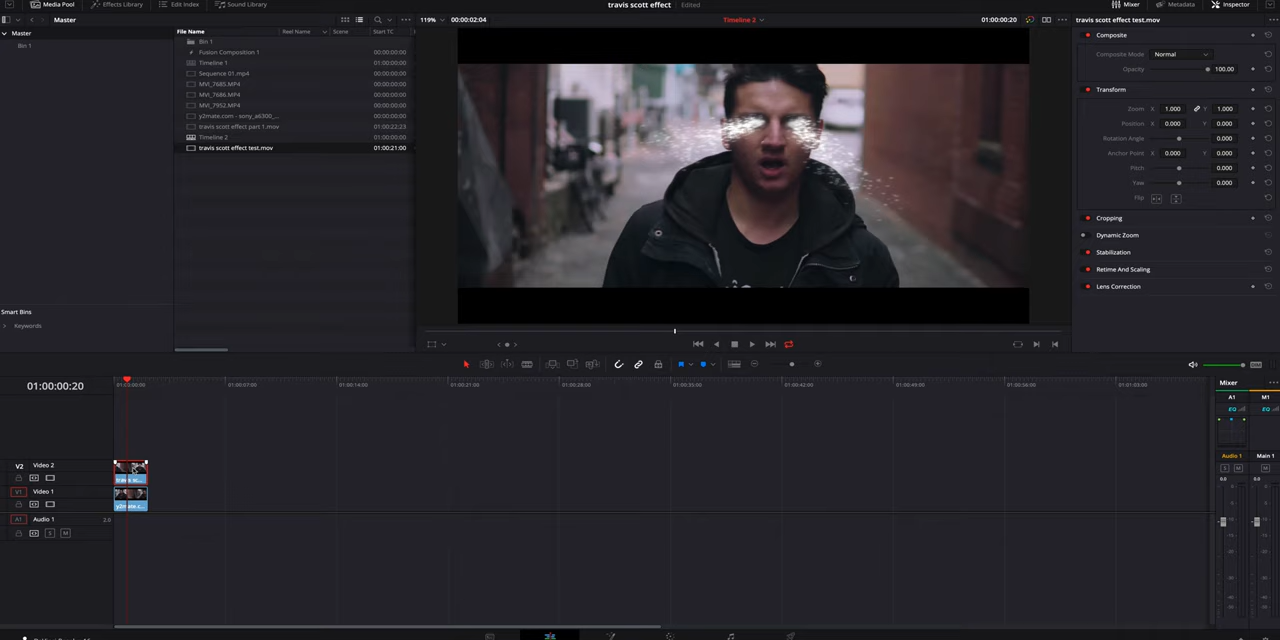 Media Pool Effects Library Edit Index Sound Library travis scott effect Edited Mixer Metadata Inspector
Master 119% 00:00:02:04 Timeline 2 01:00:00:20 travis scott effect test.mov
File Name Reel Name Scene Start TC
Master
Bin 1
Bin 1
Fusion Composition 1 00:00:00:00
Timeline 1 00:00:00:00
Sequence 01.mp4 00:00:00:00
MVI_7685.MP4 00:00:00:00
MVI_7686.MP4 00:00:00:00
MVI_7952.MP4 00:00:00:00
y2mate.com - sony_a6300_... 00:00:00:00
travis scott effect part 1.mov 01:00:22:23
Timeline 2 00:00:00:00
travis scott effect test.mov 01:00:21:00
Smart Bins
Keywords
Composite
Composite Mode Normal
Opacity 100.00
Transform
Zoom X 1.000 Y 1.000
Position X 0.000 Y 0.000
Rotation Angle 0.000
Anchor Point X 0.000 Y 0.000
Pitch 0.000
Yaw 0.000
Flip
Cropping
Dynamic Zoom
Stabilization
Retime And Scaling
Lens Correction
DIM
01:00:00:20 01:00:00:00 01:00:07:00 01:00:14:00 01:00:21:00 01:00:28:00 01:00:35:00 01:00:42:00 01:00:49:00 01:00:56:00 01:01:03:00
Mixer
A1 M1
EQ EQ
Audio 1 Main 1
S M S M
V2 Video 2
travis sc...
V1 Video 1
y2mate.c...
A1 Audio 1 2.0
S M